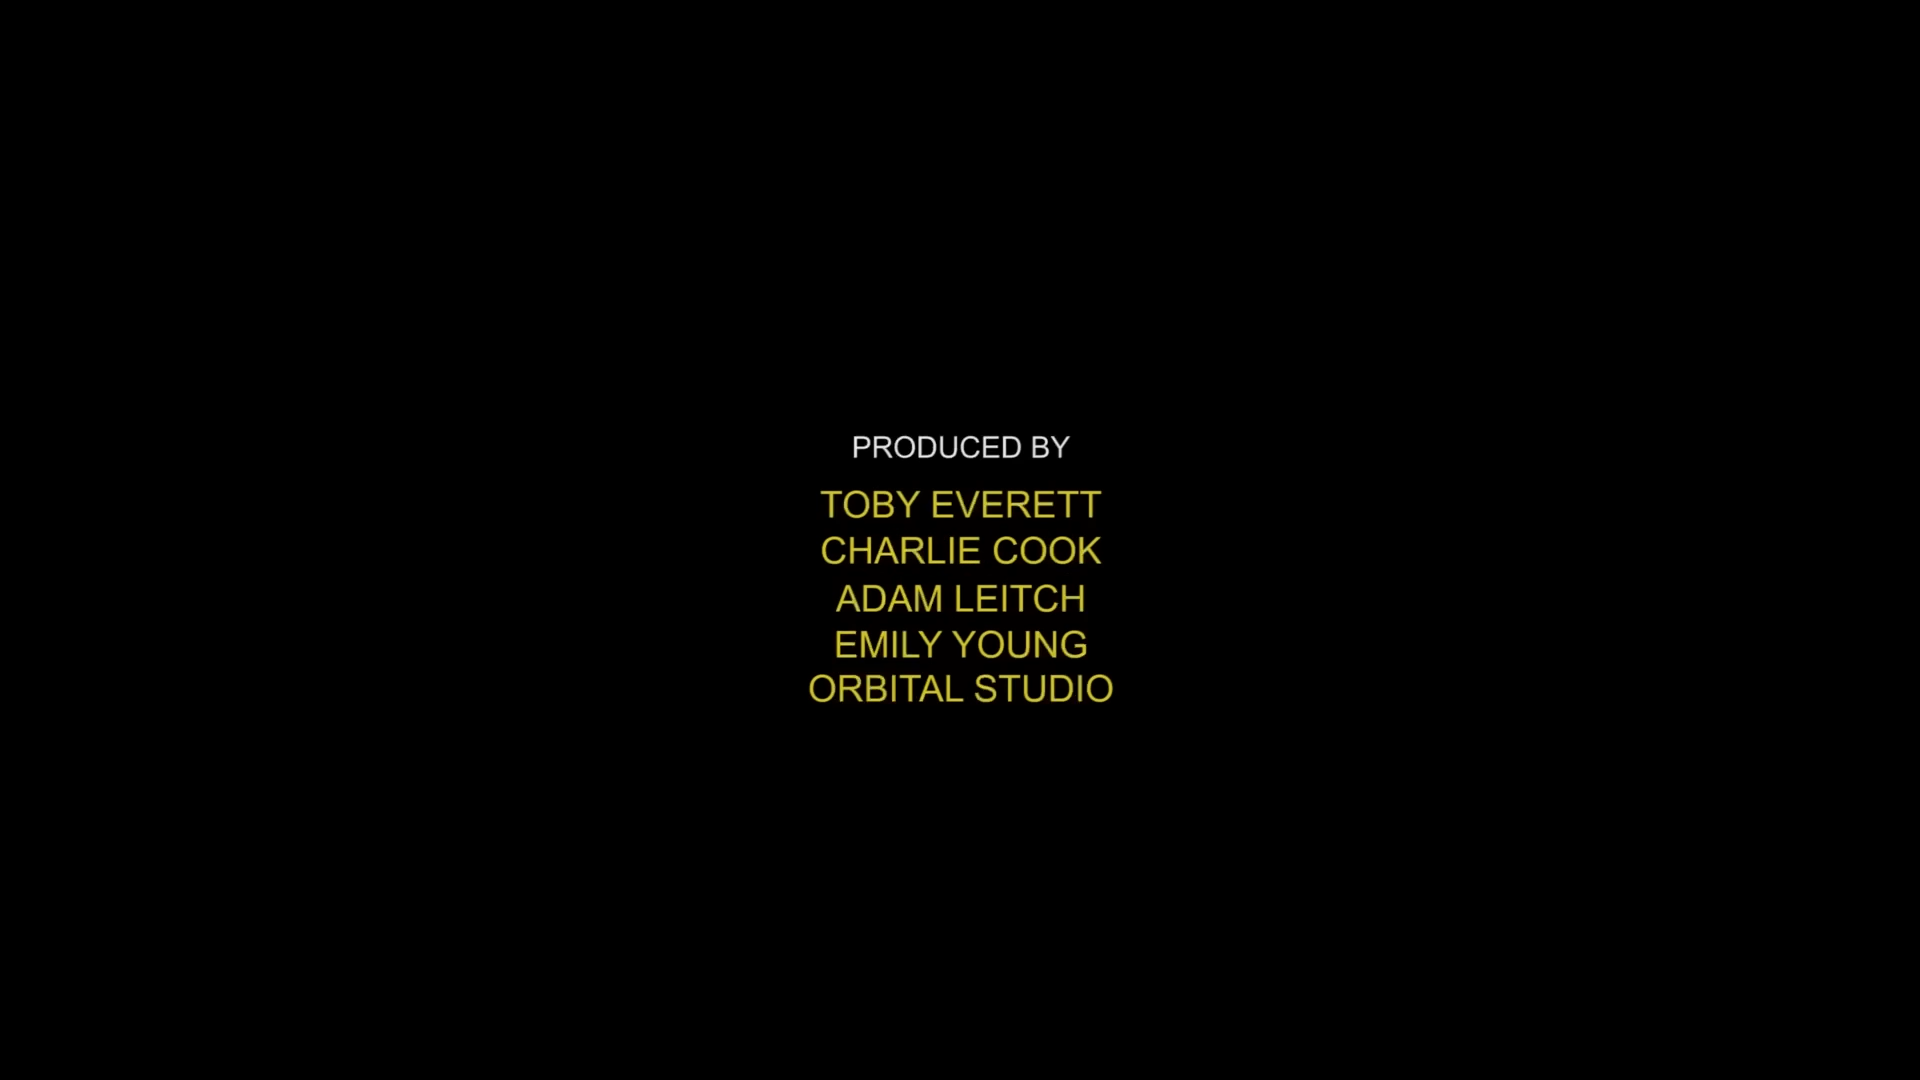 PRODUCED BY
TOBY EVERETT
CHARLIE COOK
ADAM LEITCH
EMILY YOUNG
ORBITAL STUDIO